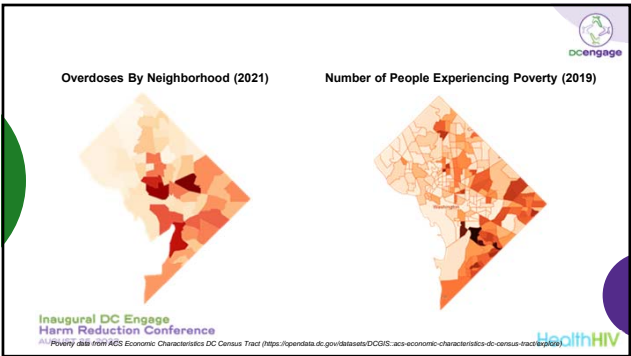 DCengage
Overdoses By Neighborhood (2021)
Number of People Experiencing Poverty (2019)
Washington
Inaugural DC Engage
Harm Reduction Conference
Poverty data from ACS Economic Characteristics DC Census Tract (https://opendata.dc.gov/datasets/DCGIS::acs-economic-characteristics-dc-census-tract/explore)
HealthHIV